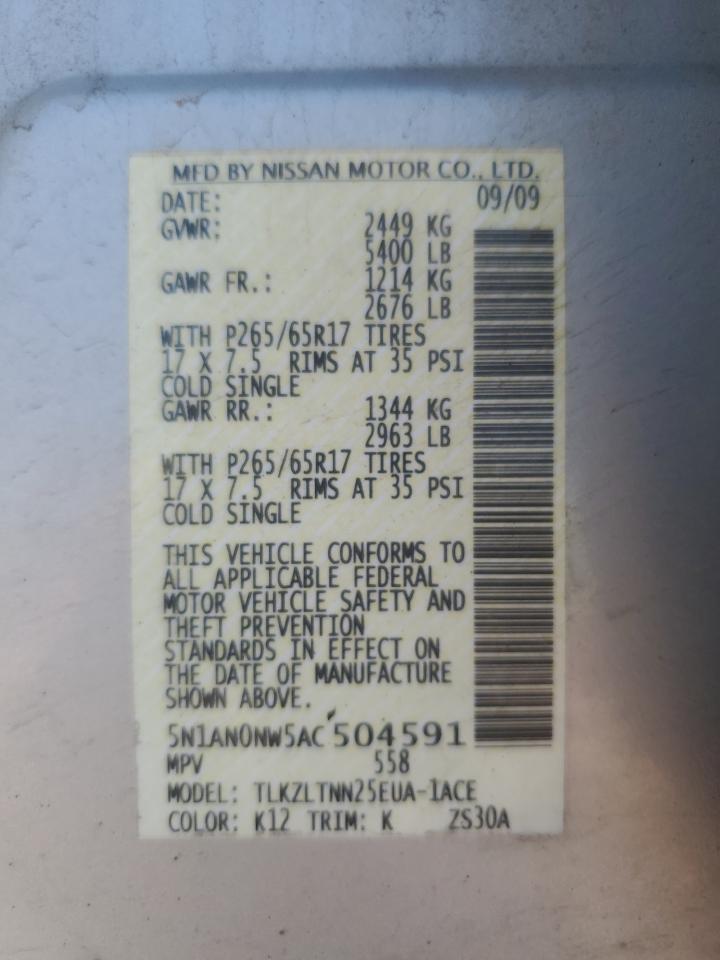 MFD BY NISSAN MOTOR CO., LTD.
DATE: 09/09
GVWR: 2449 KG
5400 LB
GAWR FR.: 1214 KG
2676 LB
WITH P265/65R17 TIRES
17 X 7.5 RIMS AT 35 PSI
COLD SINGLE
GAWR RR.: 1344 KG
2963 LB
WITH P265/65R17 TIRES
17 X 7.5 RIMS AT 35 PSI
COLD SINGLE
THIS VEHICLE CONFORMS TO
ALL APPLICABLE FEDERAL
MOTOR VEHICLE SAFETY AND
THEFT PREVENTION
STANDARDS IN EFFECT ON
THE DATE OF MANUFACTURE
SHOWN ABOVE.
5N1AN0NW5AC 504591
MPV 558
MODEL: TLKZLTNN25EUA-1ACE
COLOR: K12 TRIM: K ZS30A